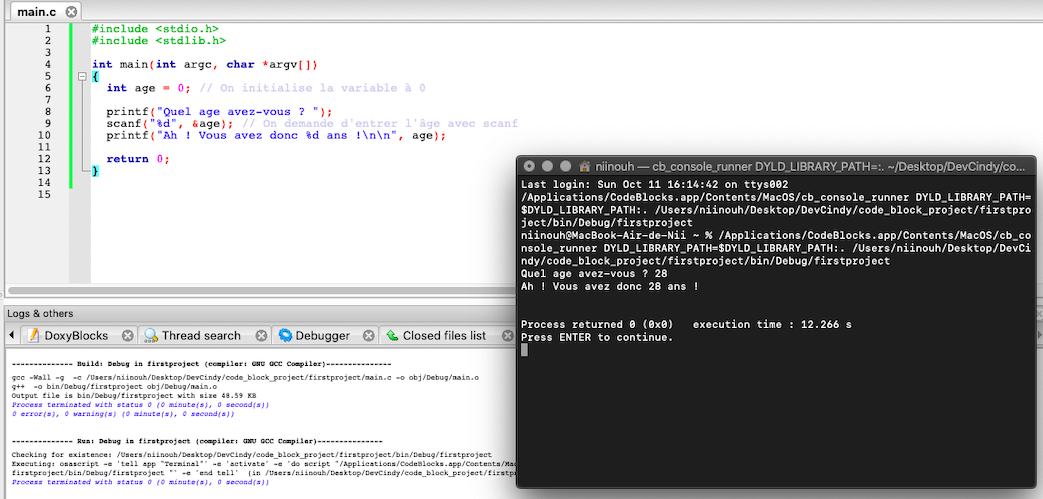 main.c
1 #include <stdio.h>
2 #include <stdlib.h>
3
4 int main(int argc, char *argv[])
5 {
6 int age = 0; // On initialise la variable à 0
7
8 printf("Quel age avez-vous ? ");
9 scanf("%d", &age); // On demande d'entrer l'âge avec scanf
10 printf("Ah ! Vous avez donc %d ans !\n\n", age);
11
12 return 0;
13 }
14
15
niinouh — cb_console_runner DYLD_LIBRARY_PATH=:. ~/Desktop/DevCindy/co...
Last login: Sun Oct 11 16:14:42 on ttys002
/Applications/CodeBlocks.app/Contents/MacOS/cb_console_runner DYLD_LIBRARY_PATH=
$DYLD_LIBRARY_PATH:. /Users/niinouh/Desktop/DevCindy/code_block_project/firstpro
ject/bin/Debug/firstproject
niinouh@MacBook-Air-de-Nii ~ % /Applications/CodeBlocks.app/Contents/MacOS/cb_co
nsole_runner DYLD_LIBRARY_PATH=$DYLD_LIBRARY_PATH:. /Users/niinouh/Desktop/DevCi
ndy/code_block_project/firstproject/bin/Debug/firstproject
Quel age avez-vous ? 28
Ah ! Vous avez donc 28 ans !
Process returned 0 (0x0) execution time : 12.266 s
Press ENTER to continue.
Logs & others
DoxyBlocks Thread search Debugger Closed files list
-------------- Build: Debug in firstproject (compiler: GNU GCC Compiler)---------------
gcc -Wall -g -c /Users/niinouh/Desktop/DevCindy/code_block_project/firstproject/main.c -o obj/Debug/main.o
g++ -o bin/Debug/firstproject obj/Debug/main.o
Output file is bin/Debug/firstproject with size 48.59 KB
Process terminated with status 0 (0 minute(s), 0 second(s))
0 error(s), 0 warning(s) (0 minute(s), 0 second(s))
-------------- Run: Debug in firstproject (compiler: GNU GCC Compiler)---------------
Checking for existence: /Users/niinouh/Desktop/DevCindy/code_block_project/firstproject/bin/Debug/firstproject
Executing: osascript -e 'tell app "Terminal"' -e 'activate' -e 'do script "/Applications/CodeBlocks.app/Contents/Mac
firstproject/bin/Debug/firstproject "' -e 'end tell' (in /Users/niinouh/Desktop/DevCindy/code_block_project/firstpro
Process terminated with status 0 (0 minute(s), 0 second(s))